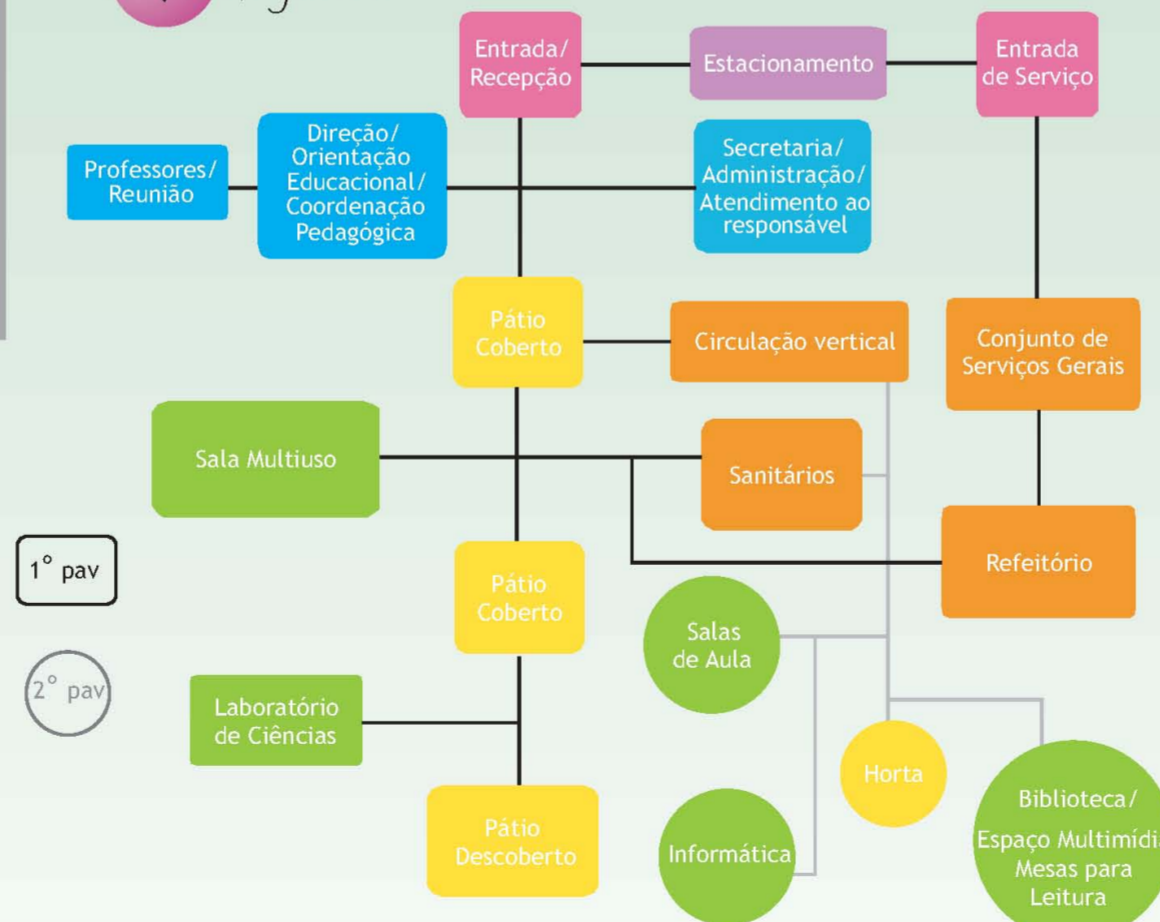 Entrada/
Recepção
Estacionamento
Entrada
de Serviço
Professores/
Reunião
Direção/
Orientação
Educacional/
Coordenação
Pedagógica
Secretaria/
Administração/
Atendimento ao
responsável
Pátio
Coberto
Circulação vertical
Conjunto de
Serviços Gerais
Sala Multiuso
Sanitários
Refeitório
1° pav
Pátio
Coberto
Salas
de Aula
2° pav
Laboratório
de Ciências
Horta
Pátio
Descoberto
Informática
Biblioteca/
Espaço Multimídia
Mesas para
Leitura